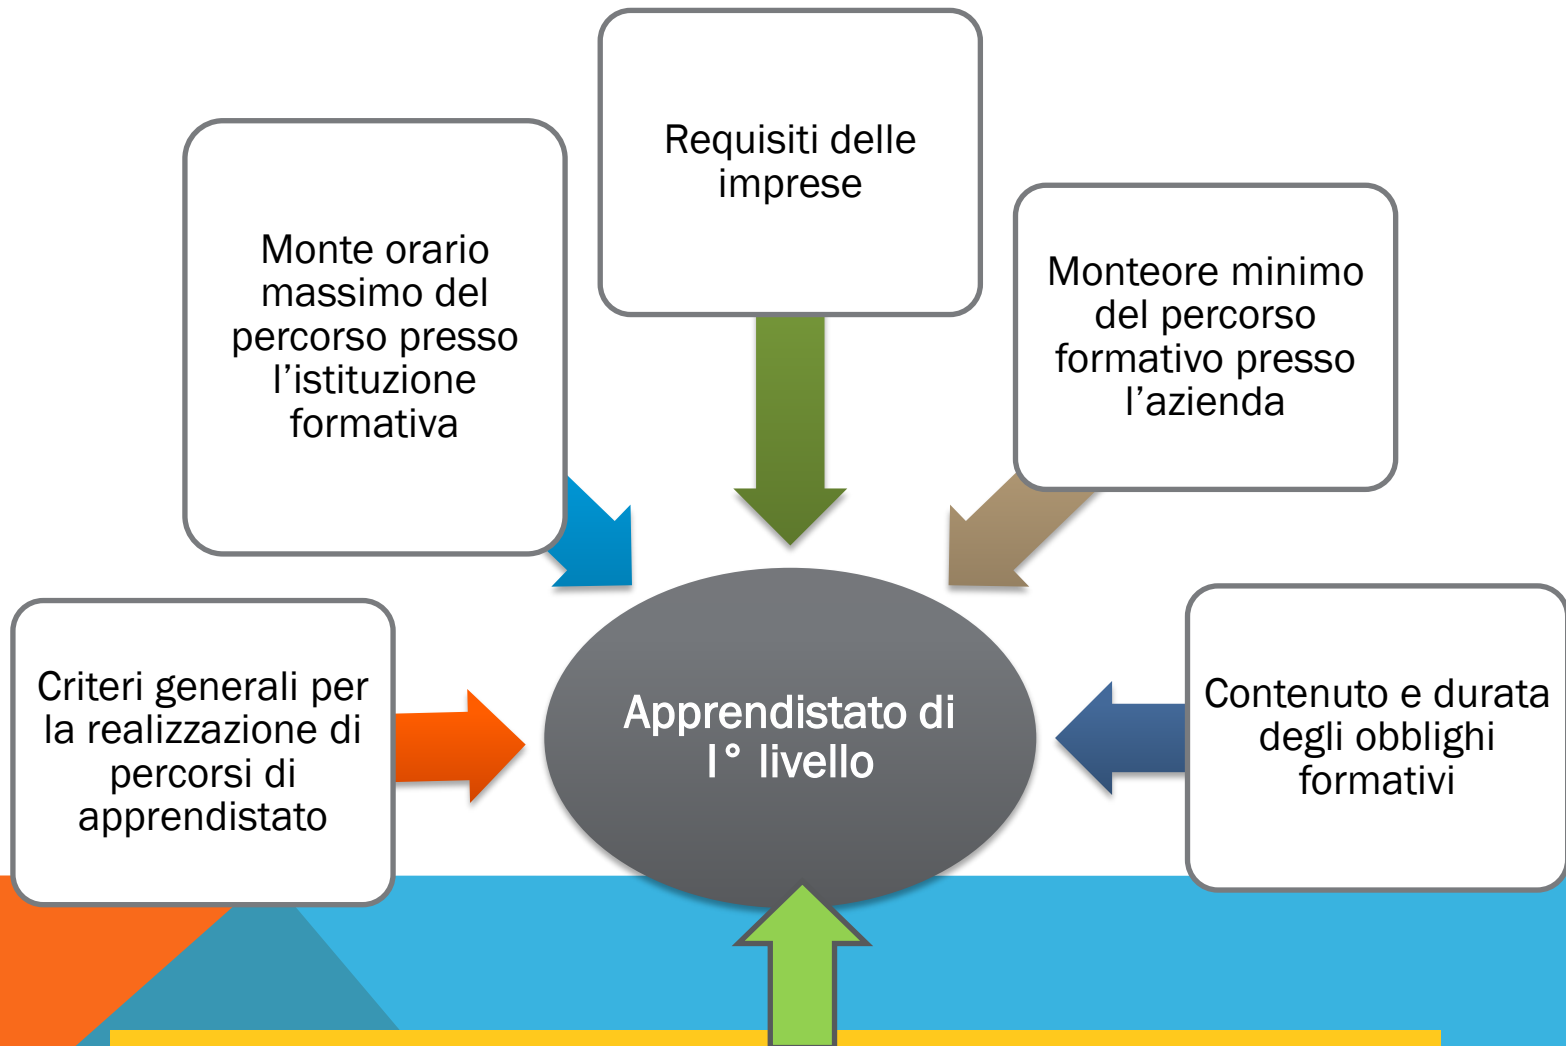 Requisiti delle
imprese
Monte orario
massimo del
percorso presso
l’istituzione
formativa
Monteore minimo
del percorso
formativo presso
l’azienda
Criteri generali per
la realizzazione di
percorsi di
apprendistato
Apprendistato di
I° livello
Contenuto e durata
degli obblighi
formativi